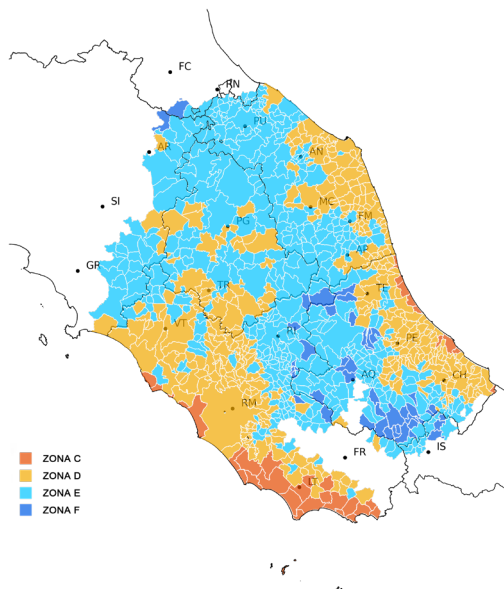 FC
RN
PU
AR
AN
SI
MC
PG
FM
AP
GR
TR
TE
VT
RI
PE
AQ
CH
RM
FR
IS
ZONA C
ZONA D
ZONA E
ZONA F
LT